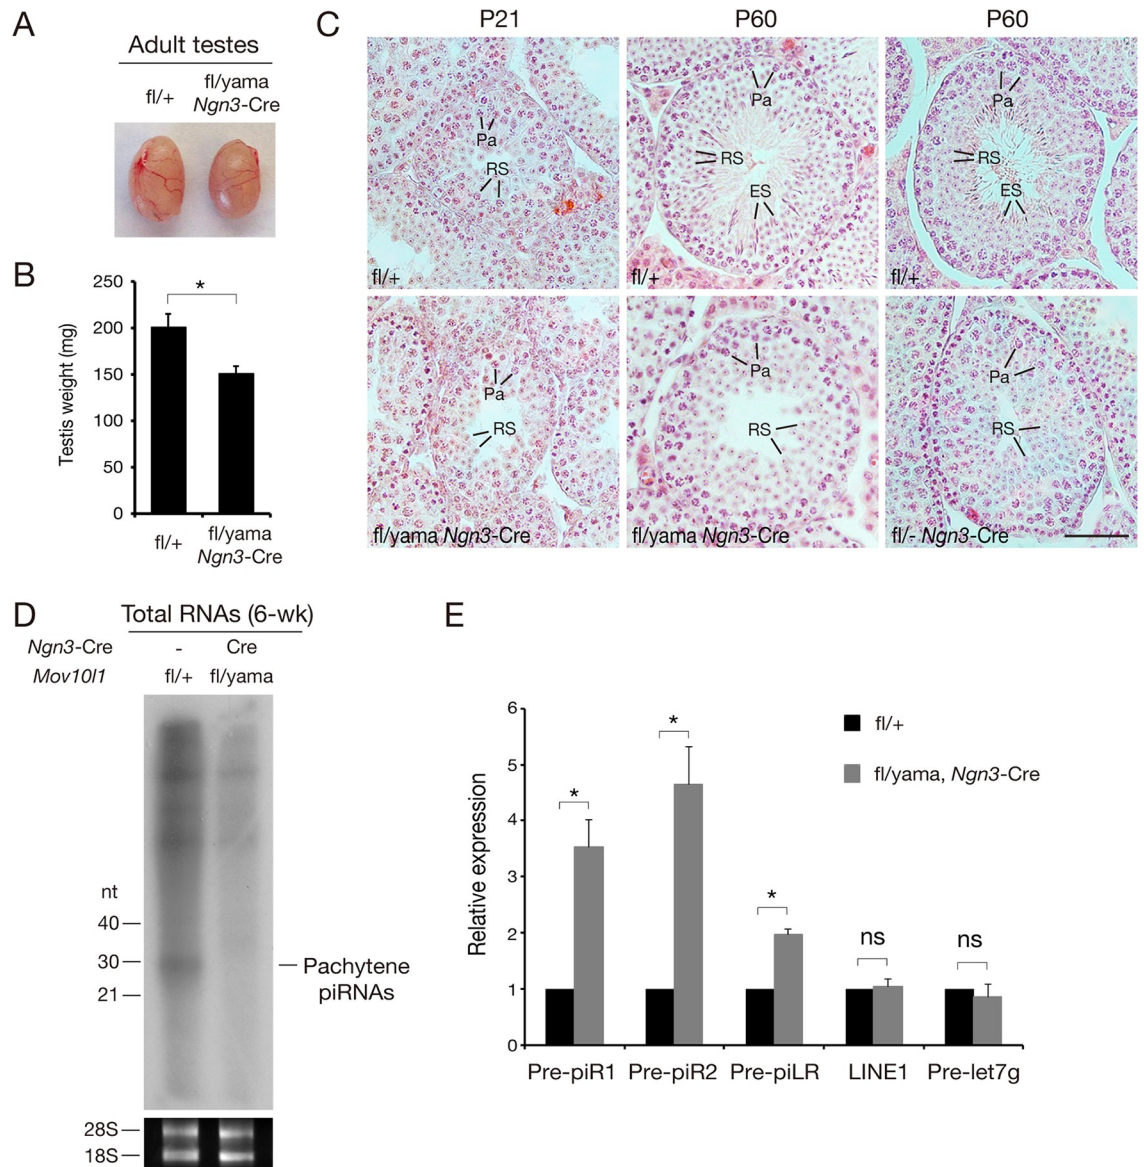 A
Adult testes
fl/+
fl/yama
Ngn3-Cre
B
250
200
150
100
50
0
Testis weight (mg)
*
fl/+
fl/yama
Ngn3-Cre
C
P21
P60
P60
Pa
RS
fl/+
Pa
RS
ES
fl/+
Pa
RS
ES
fl/+
Pa
RS
fl/yama Ngn3-Cre
Pa
RS
fl/yama Ngn3-Cre
Pa
RS
fl/- Ngn3-Cre
D
Total RNAs (6-wk)
Ngn3-Cre - Cre
Mov10l1 fl/+ fl/yama
nt
40
30
21
Pachytene
piRNAs
28S
18S
E
6
5
4
3
2
1
0
Relative expression
*
*
*
ns
ns
fl/+
fl/yama, Ngn3-Cre
Pre-piR1 Pre-piR2 Pre-piLR LINE1 Pre-let7g